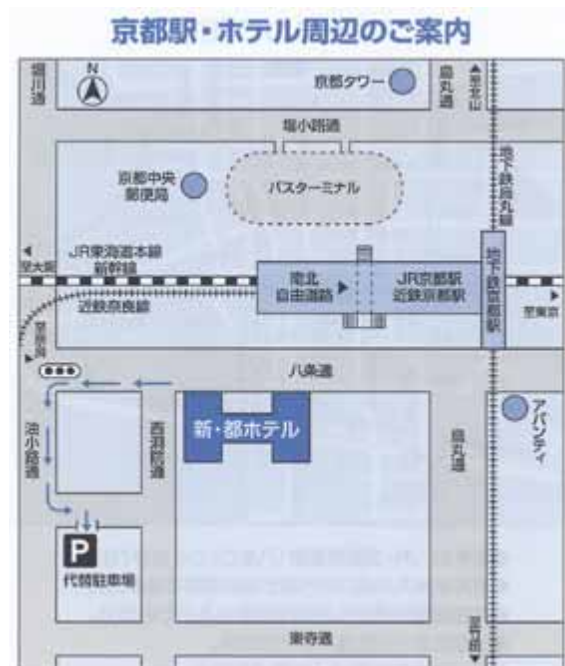 京都駅・ホテル周辺のご案内
堀川通
N
京都タワー
烏丸通
至北山
塩小路通
地下鉄烏丸線
京都中央
郵便局
バスターミナル
至大阪
JR東海道本線
新幹線
南北
自由通路
JR京都駅
近鉄京都駅
地下鉄京都駅
近鉄奈良線
至東京
八条通
新・都ホテル
アバンティ
油小路通
西洞院通
烏丸通
P
代替駐車場
東寺通
至竹田